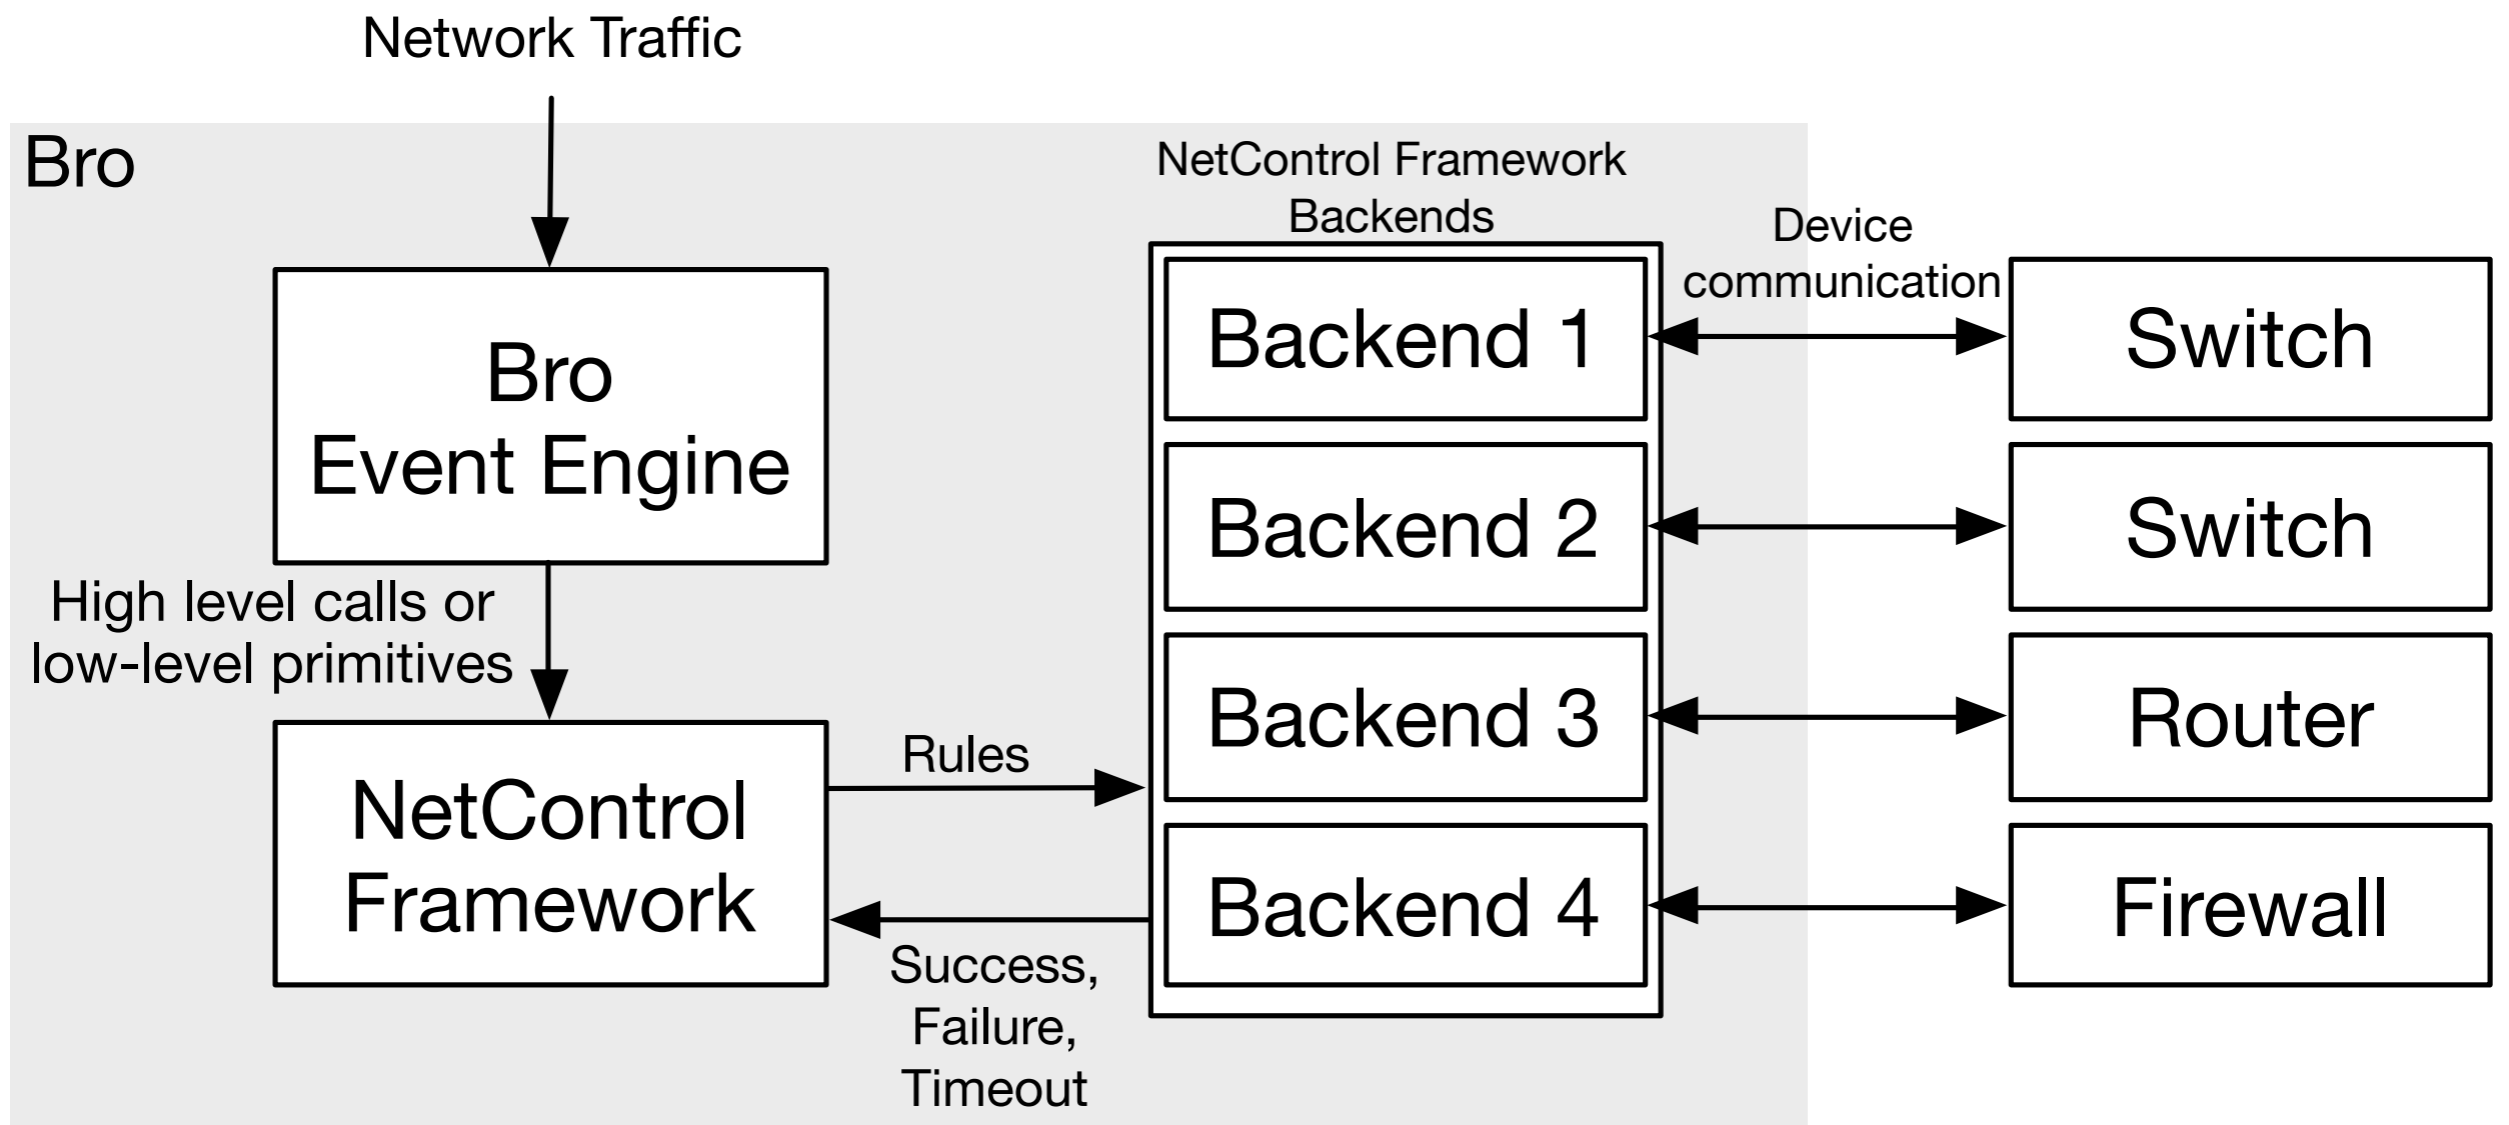 Network Traffic
Bro
NetControl Framework
Backends
Device
communication
Bro
Event Engine
High level calls or
low-level primitives
NetControl
Framework
Rules
Success,
Failure,
Timeout
Backend 1
Backend 2
Backend 3
Backend 4
Switch
Switch
Router
Firewall